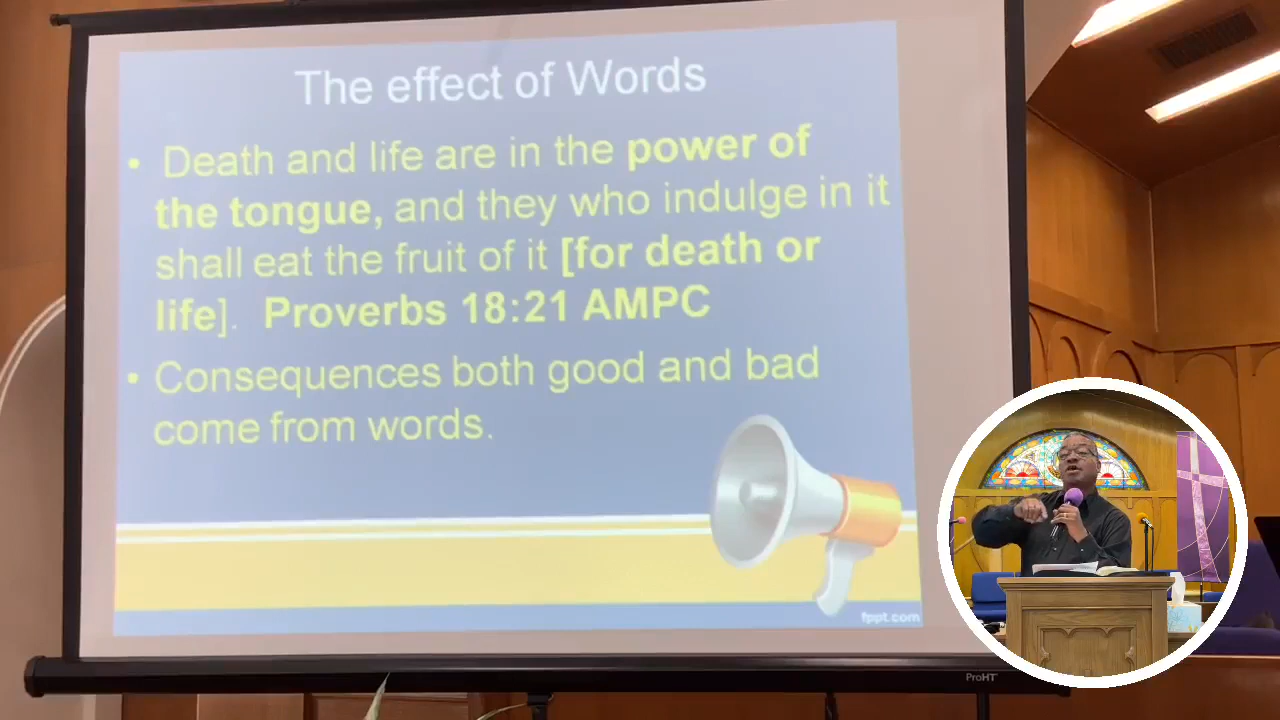 The effect of Words
• Death and life are in the power of
the tongue, and they who indulge in it
shall eat the fruit of it [for death or
life]. Proverbs 18:21 AMPC
• Consequences both good and bad
come from words.
fppt.com
ProHT